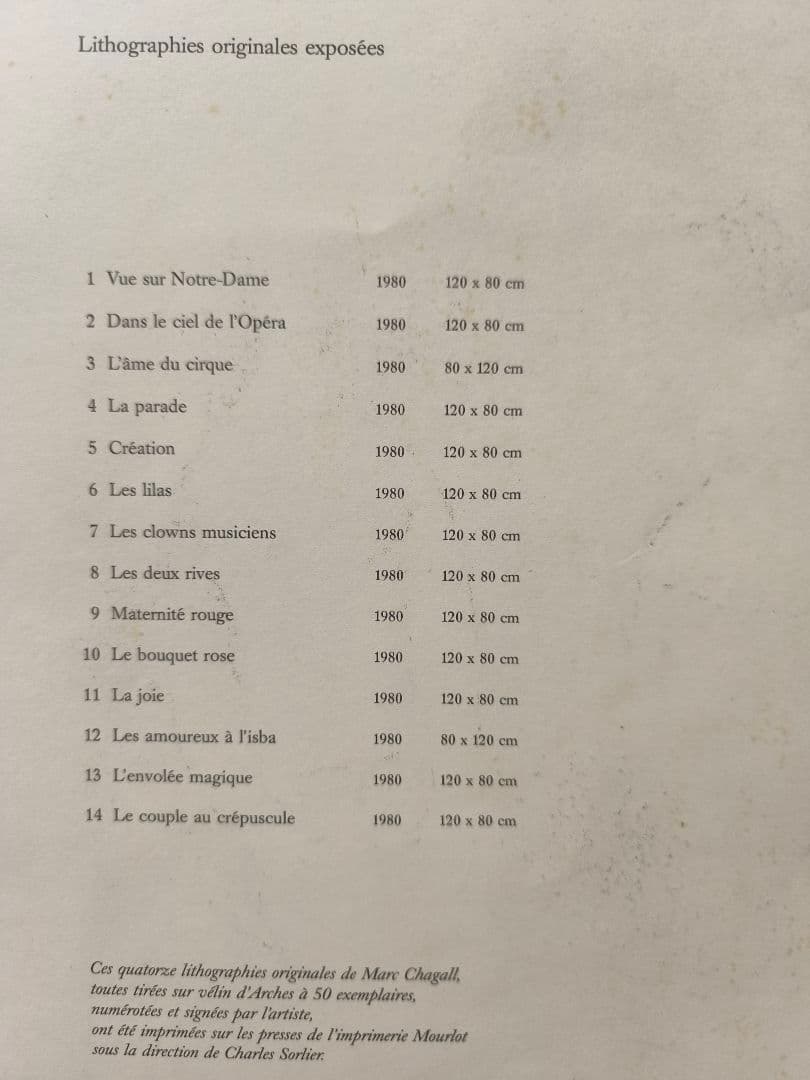 Lithographies originales exposées
1 Vue sur Notre-Dame 1980 120 x 80 cm
2 Dans le ciel de l'Opéra 1980 120 x 80 cm
3 L'âme du cirque 1980 80 x 120 cm
4 La parade 1980 120 x 80 cm
5 Création 1980 120 x 80 cm
6 Les lilas 1980 120 x 80 cm
7 Les clowns musiciens 1980 120 x 80 cm
8 Les deux rives 1980 120 x 80 cm
9 Maternité rouge 1980 120 x 80 cm
10 Le bouquet rose 1980 120 x 80 cm
11 La joie 1980 120 x 80 cm
12 Les amoureux à l'isba 1980 80 x 120 cm
13 L'envolée magique 1980 120 x 80 cm
14 Le couple au crépuscule 1980 120 x 80 cm
Ces quatorze lithographies originales de Marc Chagall,
toutes tirées sur vélin d'Arches à 50 exemplaires,
numérotées et signées par l'artiste,
ont été imprimées sur les presses de l'imprimerie Mourlot
sous la direction de Charles Sorlier.